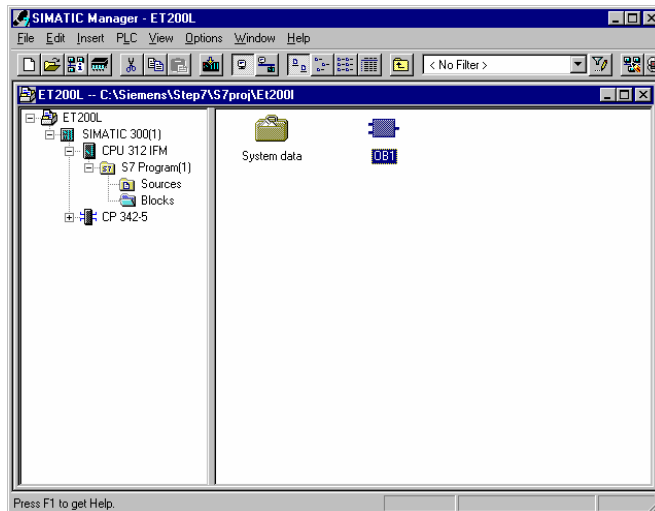 SIMATIC Manager - ET200L
File Edit Insert PLC View Options Window Help
< No Filter >
ET200L -- C:\Siemens\Step7\S7proj\Et200l
ET200L
SIMATIC 300(1)
CPU 312 IFM
S7 Program(1)
Sources
Blocks
CP 342-5
System data
OB1
Press F1 to get Help.